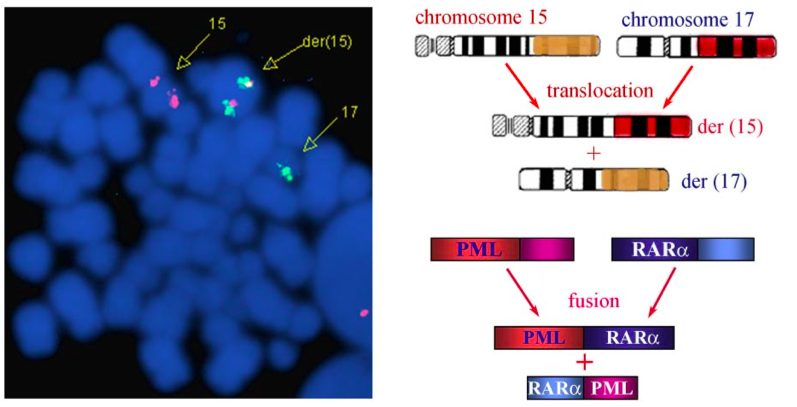 15
der(15)
17
chromosome 15
chromosome 17
translocation
der (15)
+
der (17)
PML
RARα
fusion
PML RARα
+
RARα PML